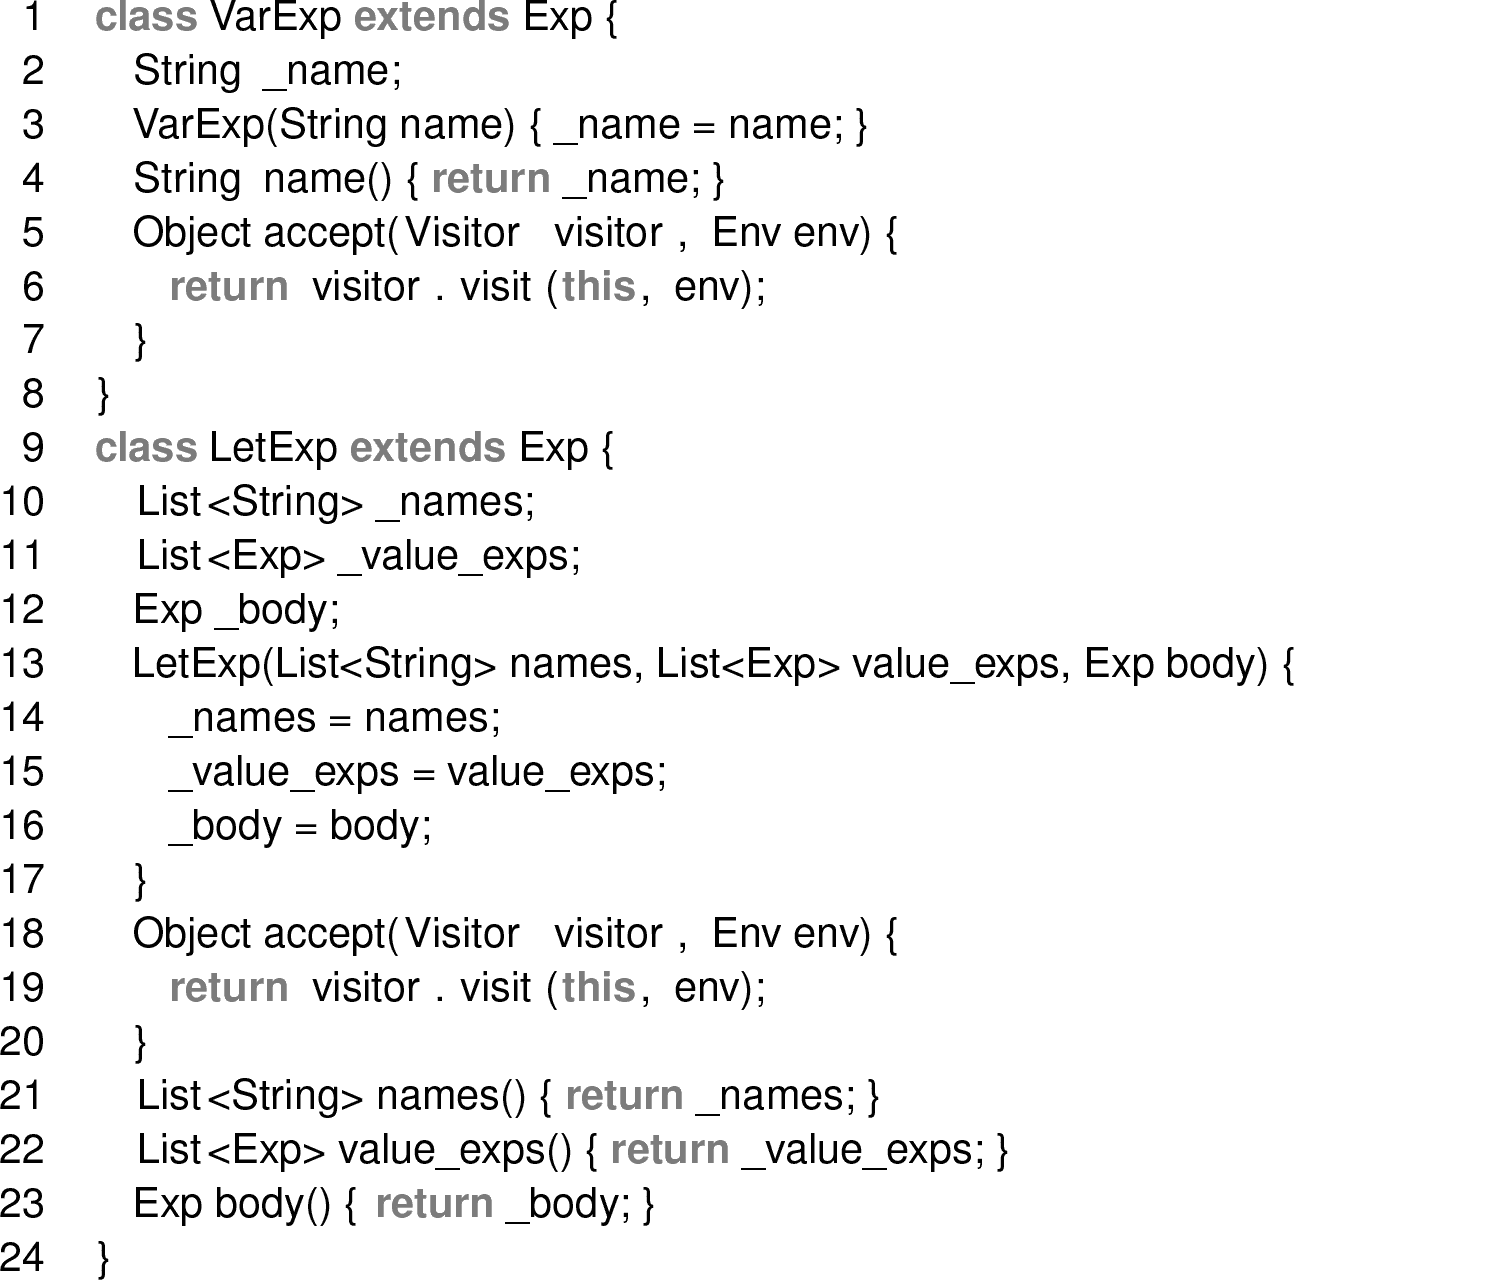 1 class VarExp extends Exp {
2 String _name;
3 VarExp(String name) { _name = name; }
4 String name() { return _name; }
5 Object accept(Visitor visitor , Env env) {
6 return visitor . visit (this, env);
7 }
8 }
9 class LetExp extends Exp {
10 List<String> _names;
11 List<Exp> _value_exps;
12 Exp _body;
13 LetExp(List<String> names, List<Exp> value_exps, Exp body) {
14 _names = names;
15 _value_exps = value_exps;
16 _body = body;
17 }
18 Object accept(Visitor visitor , Env env) {
19 return visitor . visit (this, env);
20 }
21 List<String> names() { return _names; }
22 List<Exp> value_exps() { return _value_exps; }
23 Exp body() { return _body; }
24 }